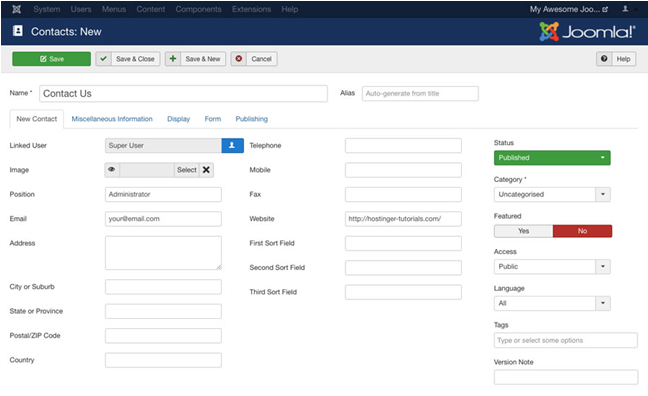 System Users Menus Content Components Extensions Help My Awesome Joo...
Contacts: New Joomla!®
Save Save & Close Save & New Cancel Help
Name * Contact Us Alias Auto-generate from title
New Contact Miscellaneous Information Display Form Publishing
Linked User Super User Telephone Status
Published
Image Select Mobile
Category *
Position Administrator Fax Uncategorised
Email your@email.com Website http://hostinger-tutorials.com/ Featured
Yes No
Address First Sort Field
Access
Second Sort Field Public
City or Suburb Third Sort Field Language
All
State or Province
Tags
Postal/ZIP Code Type or select some options
Country Version Note